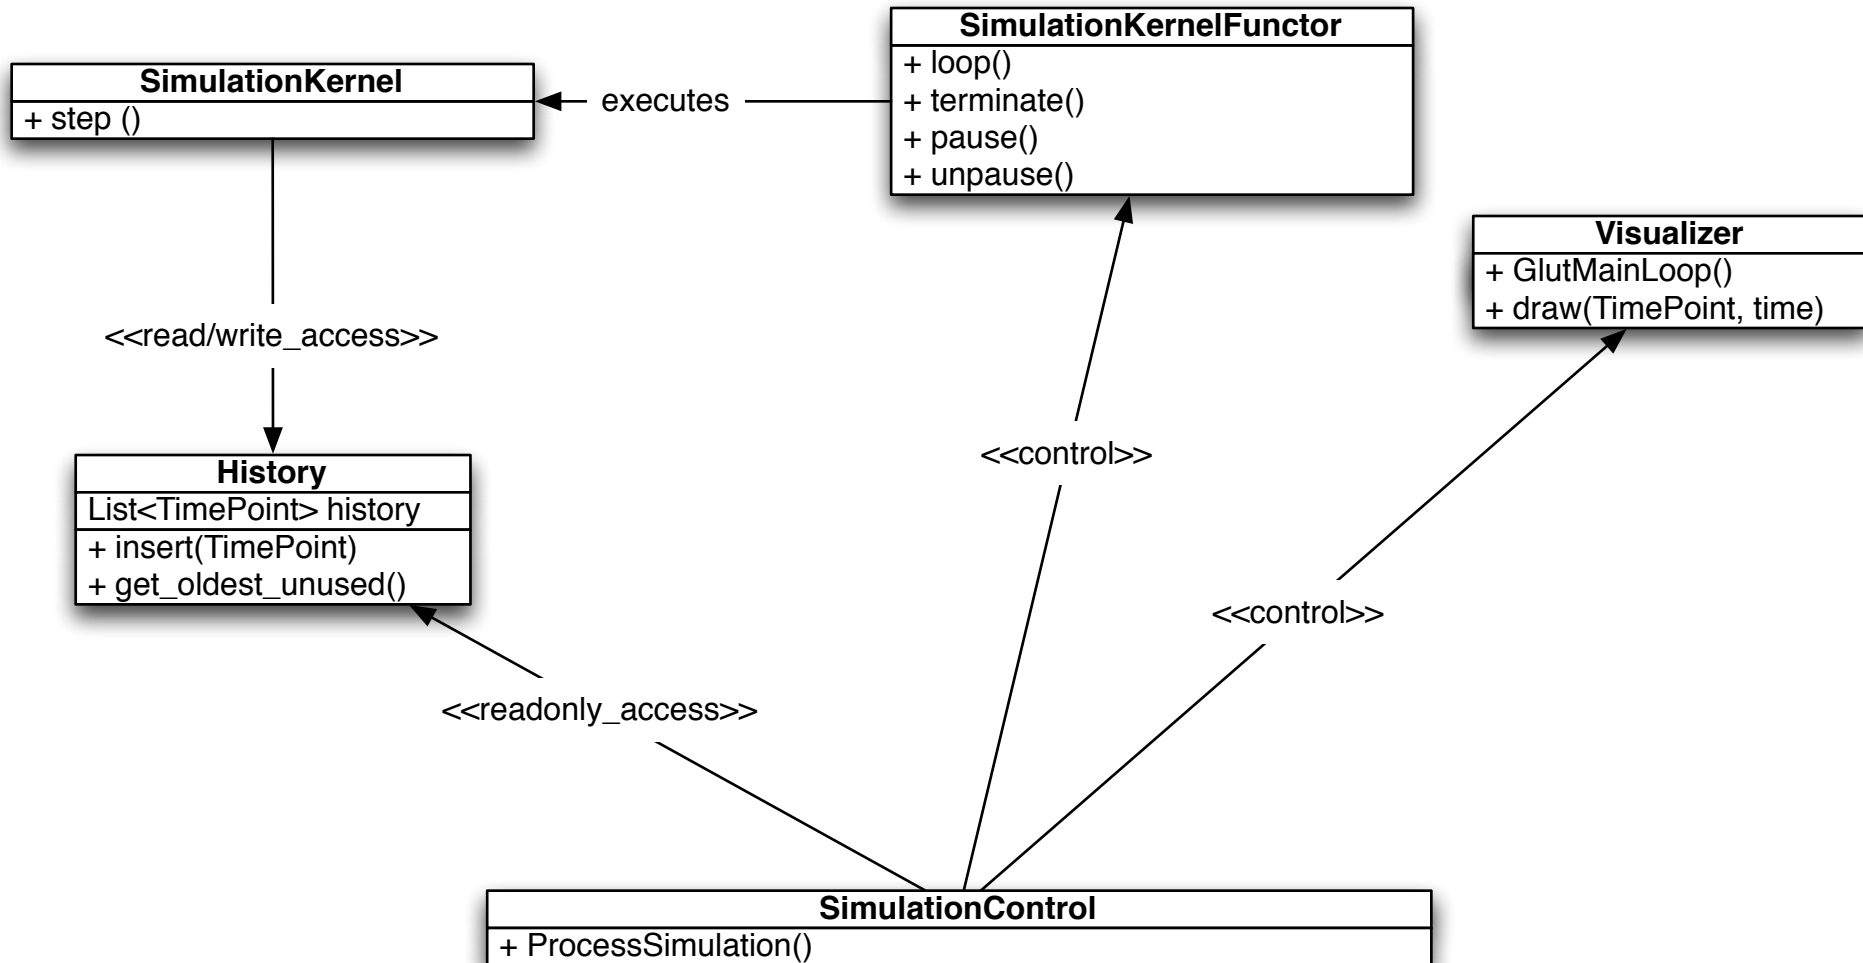 SimulationKernelFunctor
+ loop()
+ terminate()
+ pause()
+ unpause()
SimulationKernel
+ step ()
executes
Visualizer
+ GlutMainLoop()
+ draw(TimePoint, time)
<<read/write_access>>
<<control>>
History
List<TimePoint> history
+ insert(TimePoint)
+ get_oldest_unused()
<<control>>
<<readonly_access>>
SimulationControl
+ ProcessSimulation()